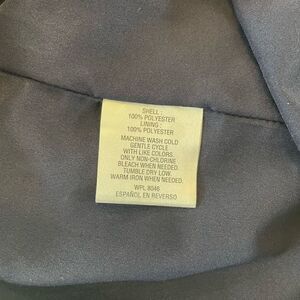 SHELL :
100% POLYESTER
LINING :
100% POLYESTER
MACHINE WASH COLD
GENTLE CYCLE
WITH LIKE COLORS.
ONLY NON-CHLORINE
BLEACH WHEN NEEDED.
TUMBLE DRY LOW.
WARM IRON WHEN NEEDED.
WPL 8046
ESPAÑOL EN REVERSO